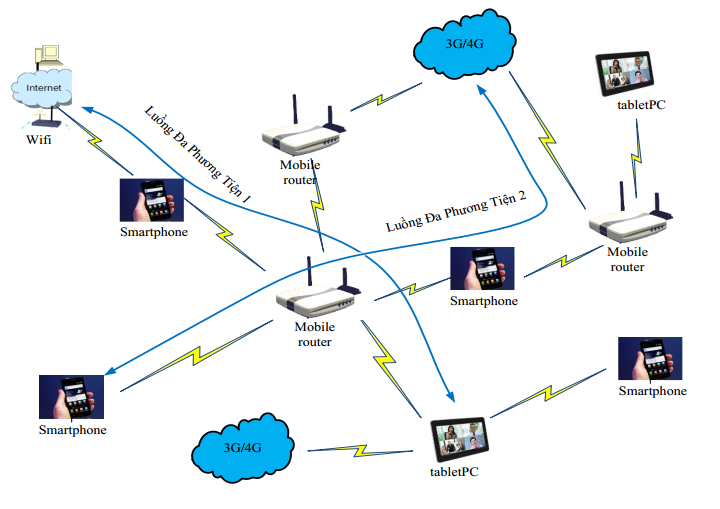 3G/4G
Internet
tabletPC
Wifi
Luồng Đa Phương Tiện 1
Mobile
router
Smartphone
Luồng Đa Phương Tiện 2
Mobile
router
Smartphone
Mobile
router
Smartphone
Smartphone
3G/4G
tabletPC